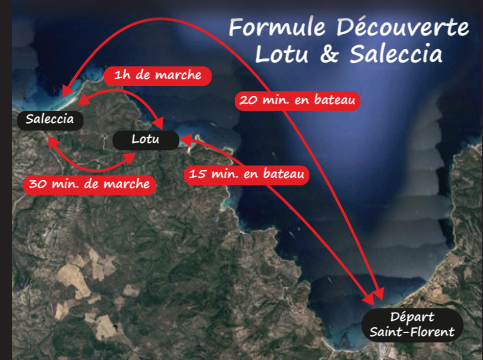 Formule Découverte
Lotu & Saleccia
1h de marche
20 min. en bateau
Saleccia
Lotu
15 min. en bateau
30 min. de marche
Départ
Saint-Florent